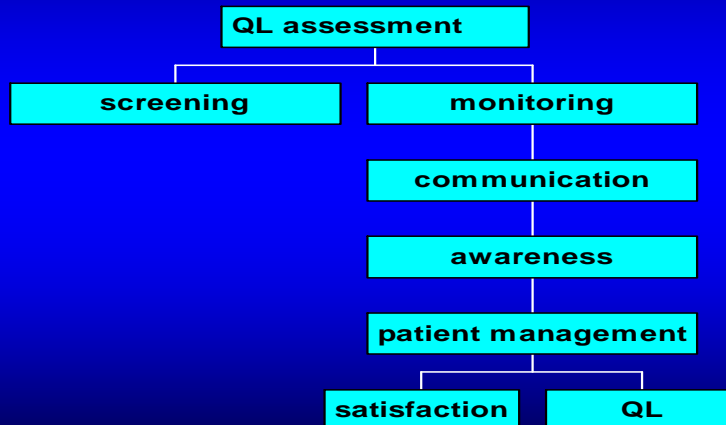 QL assessment
screening
monitoring
communication
awareness
patient management
satisfaction
QL